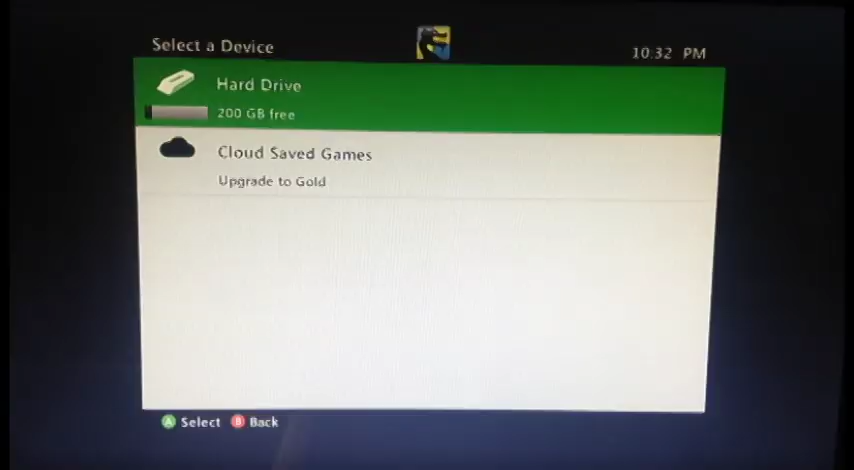 Select a Device
10:32 PM
Hard Drive
200 GB free
Cloud Saved Games
Upgrade to Gold
A Select B Back